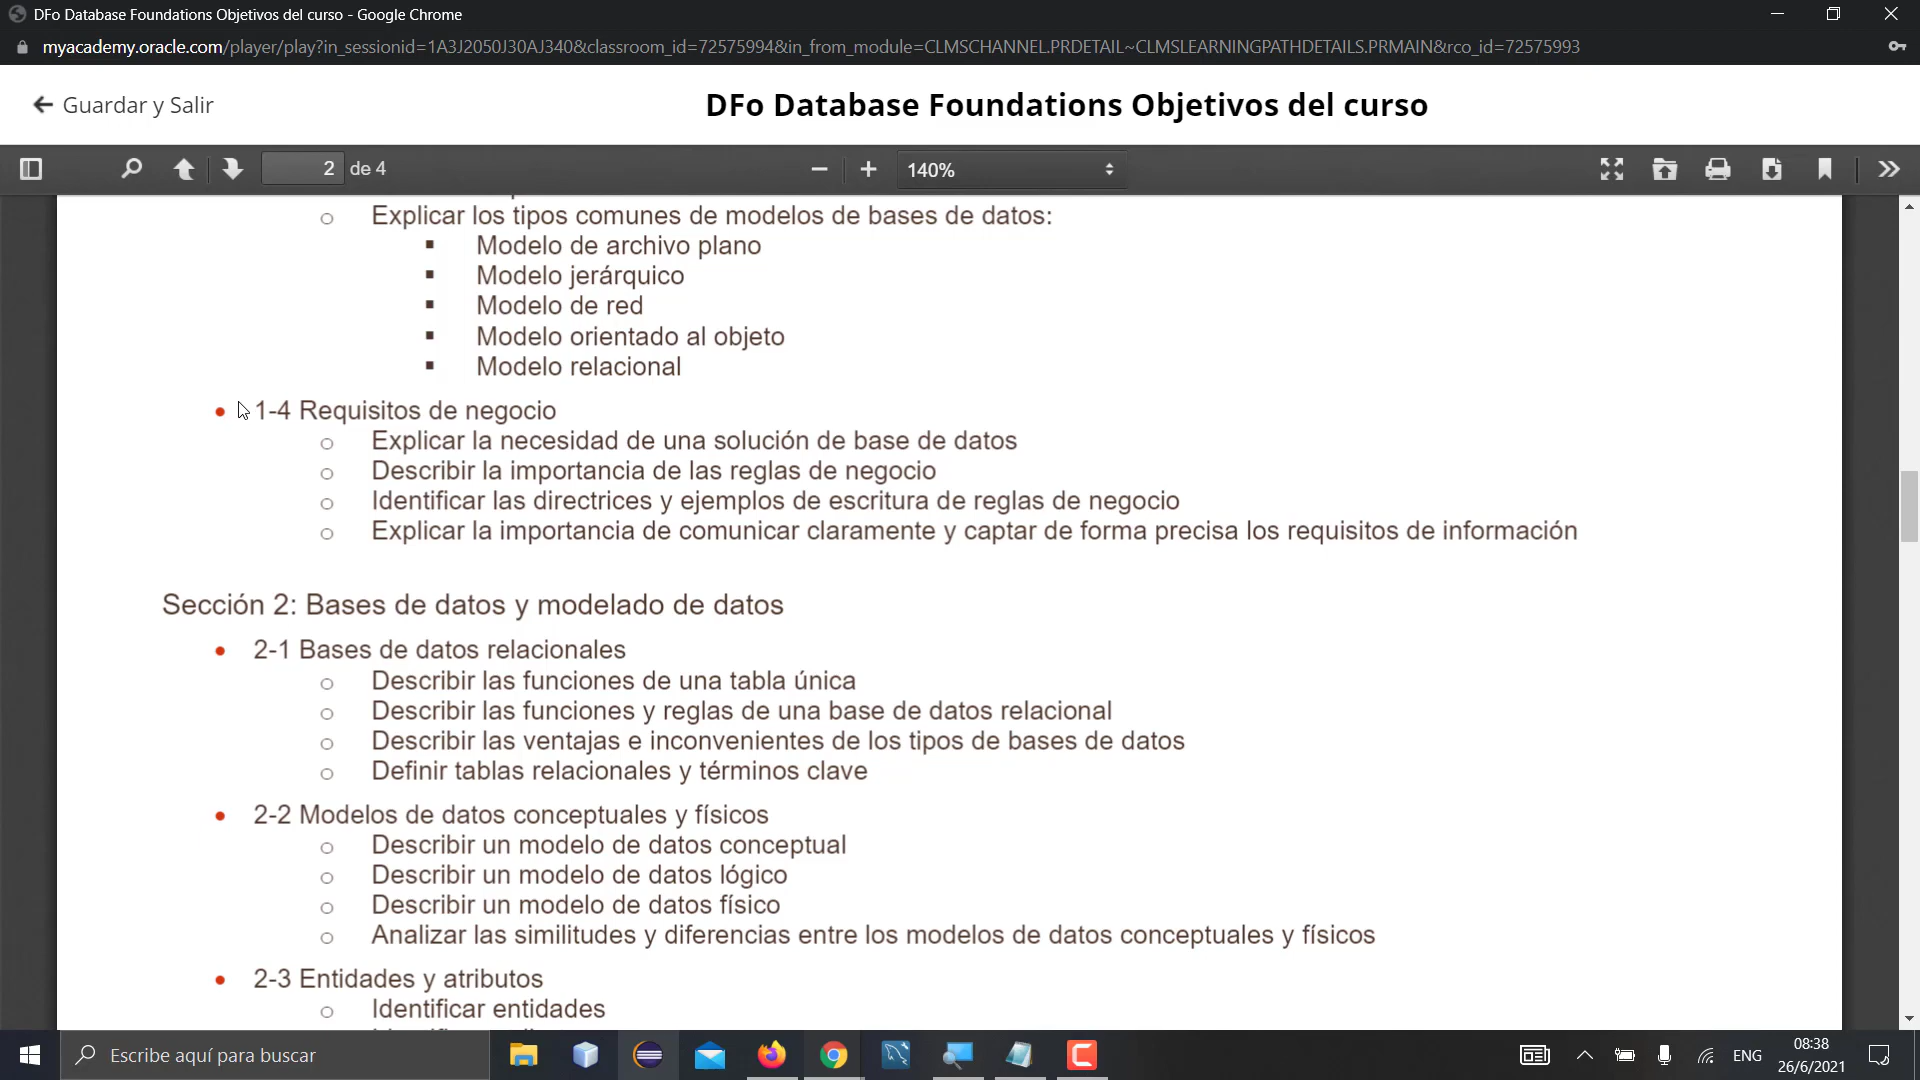 DFo Database Foundations Objetivos del curso - Google Chrome
myacademy.oracle.com/player/play?in_sessionid=1A3J2050J30AJ340&classroom_id=72575994&in_from_module=CLMSCHANNEL.PRDETAIL~CLMSLEARNINGPATHDETAILS.PRMAIN&rco_id=72575993
Guardar y Salir
DFo Database Foundations Objetivos del curso
2 de 4
140%
o Explicar los tipos comunes de modelos de bases de datos:
▪ Modelo de archivo plano
▪ Modelo jerárquico
▪ Modelo de red
▪ Modelo orientado al objeto
▪ Modelo relacional
• 1-4 Requisitos de negocio
o Explicar la necesidad de una solución de base de datos
o Describir la importancia de las reglas de negocio
o Identificar las directrices y ejemplos de escritura de reglas de negocio
o Explicar la importancia de comunicar claramente y captar de forma precisa los requisitos de información
Sección 2: Bases de datos y modelado de datos
• 2-1 Bases de datos relacionales
o Describir las funciones de una tabla única
o Describir las funciones y reglas de una base de datos relacional
o Describir las ventajas e inconvenientes de los tipos de bases de datos
o Definir tablas relacionales y términos clave
• 2-2 Modelos de datos conceptuales y físicos
o Describir un modelo de datos conceptual
o Describir un modelo de datos lógico
o Describir un modelo de datos físico
o Analizar las similitudes y diferencias entre los modelos de datos conceptuales y físicos
• 2-3 Entidades y atributos
o Identificar entidades
Escribe aquí para buscar
ENG
08:38
26/6/2021